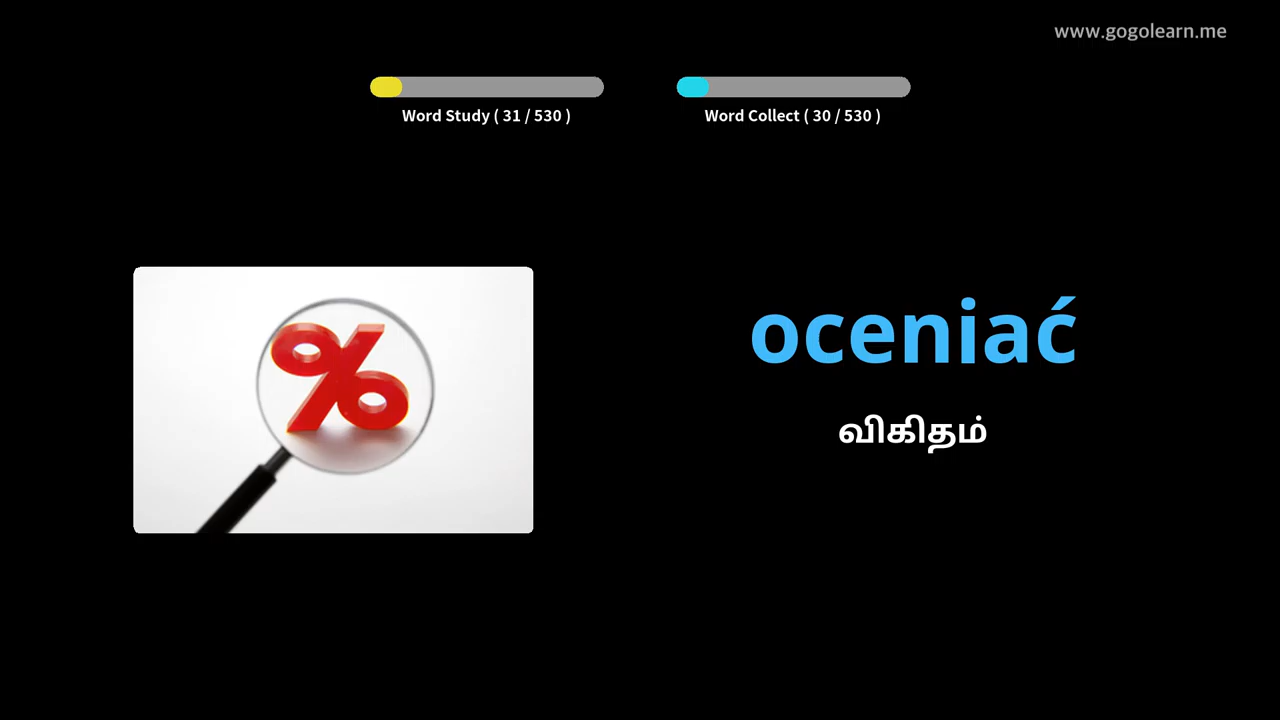 www.gogolearn.me
Word Study ( 31 / 530 )
Word Collect ( 30 / 530 )
%
oceniać
விகிதம்